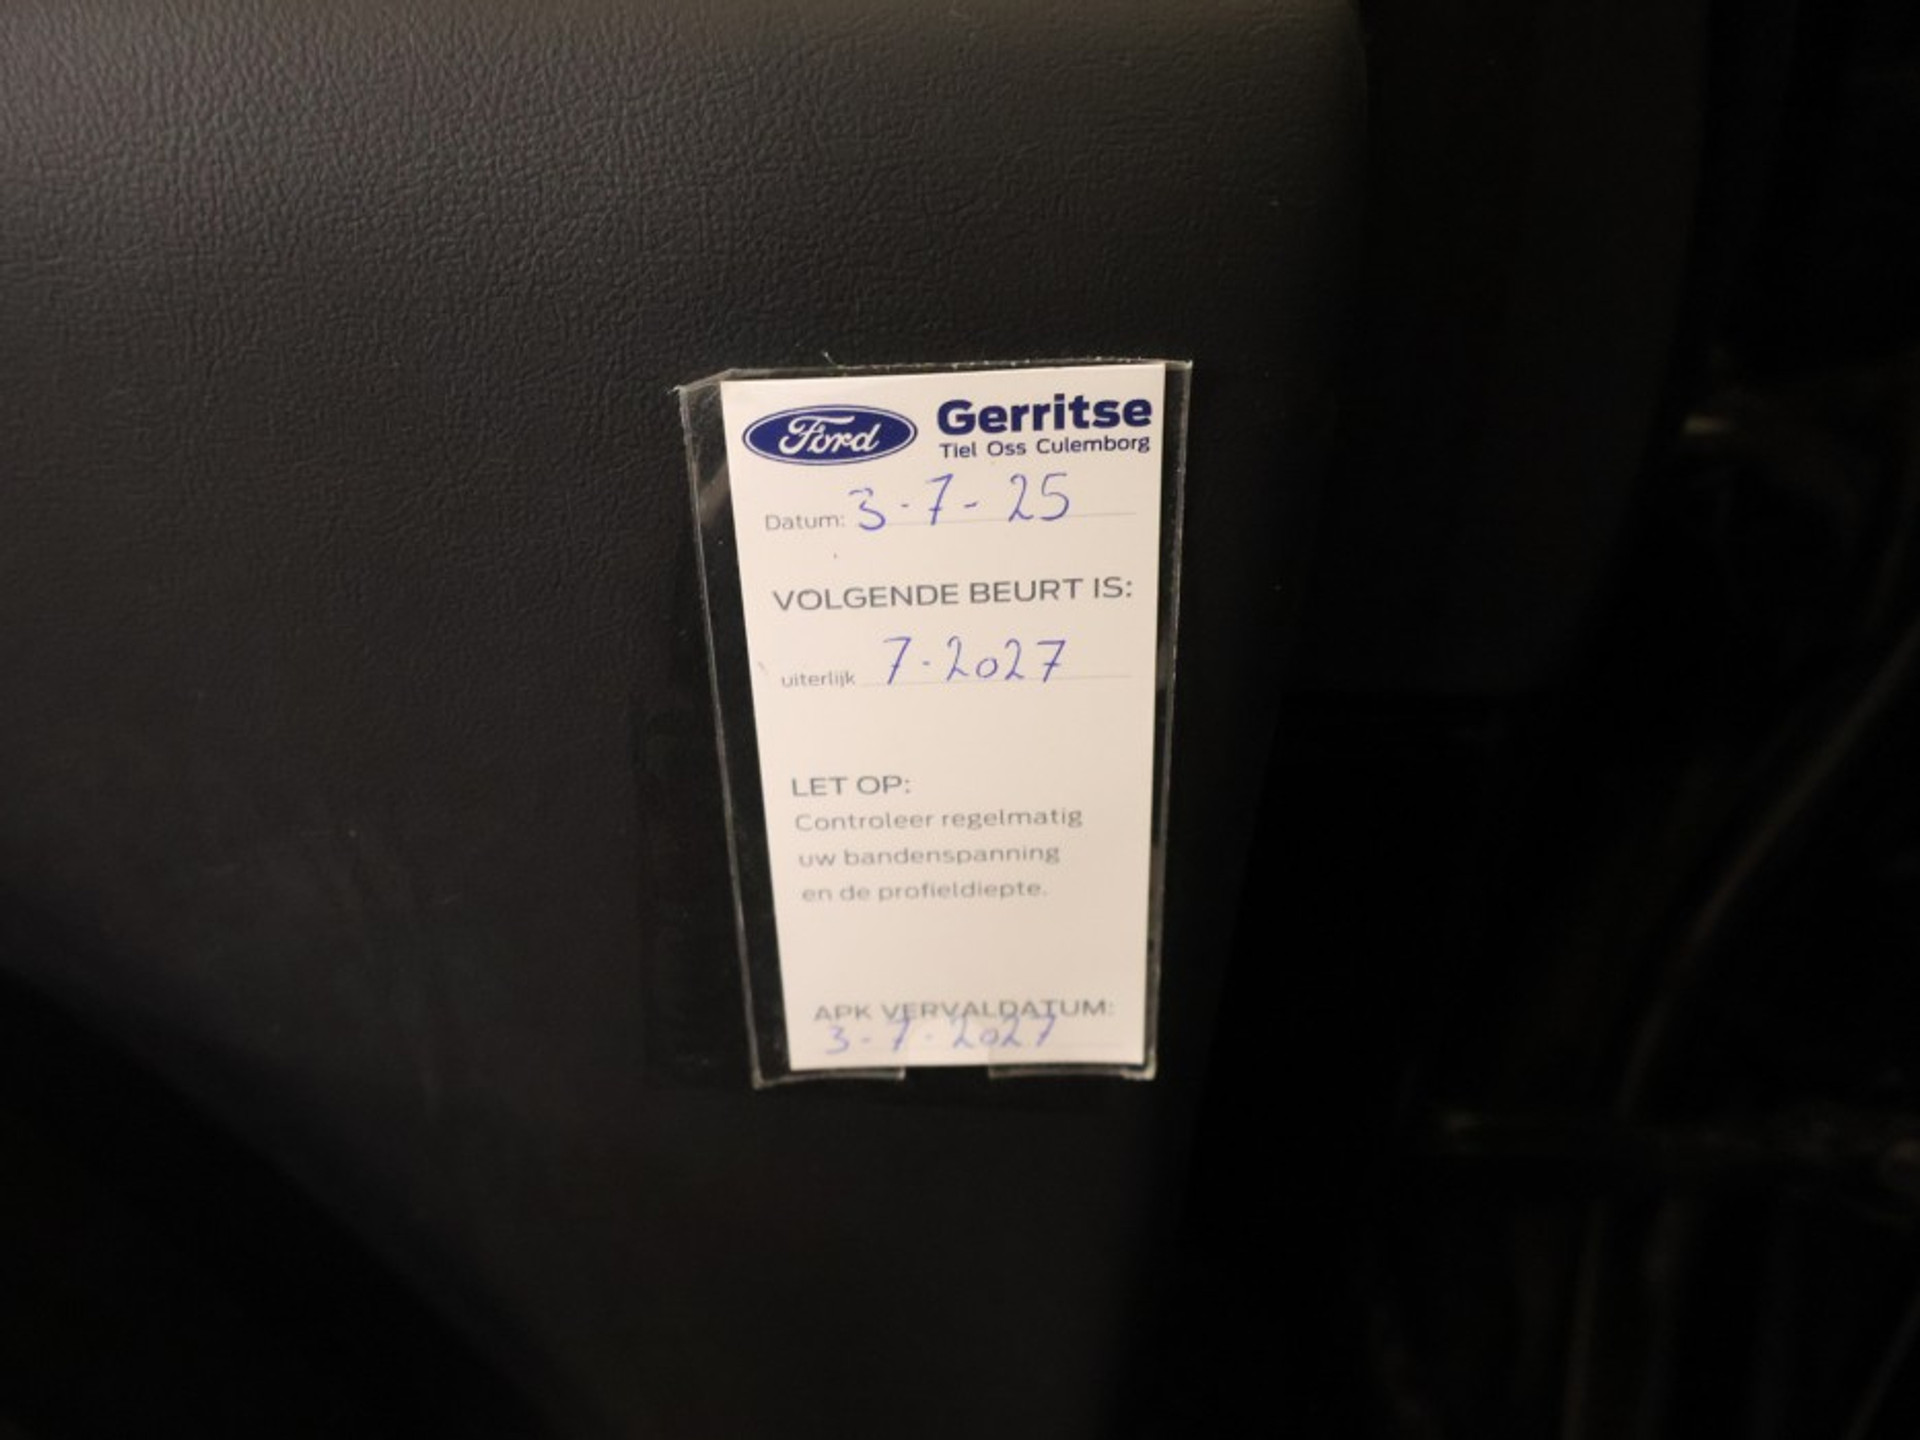 Ford Gerritse
Tiel Oss Culemborg
Datum: 3-7-25
VOLGENDE BEURT IS:
uiterlijk 7-2027
LET OP:
Controleer regelmatig
uw bandenspanning
en de profieldiepte.
APK VERVALDATUM:
3-7-2027